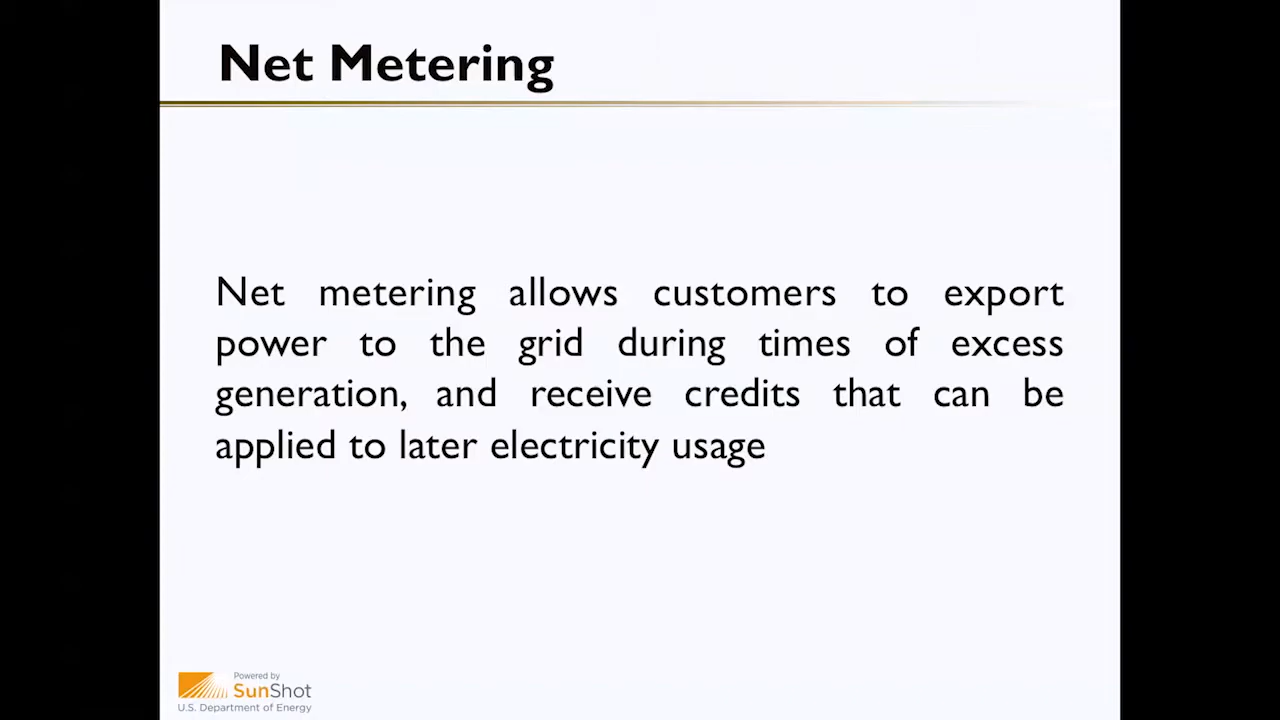 Net Metering
Net metering allows customers to export
power to the grid during times of excess
generation, and receive credits that can be
applied to later electricity usage
Powered by
SunShot
U.S. Department of Energy